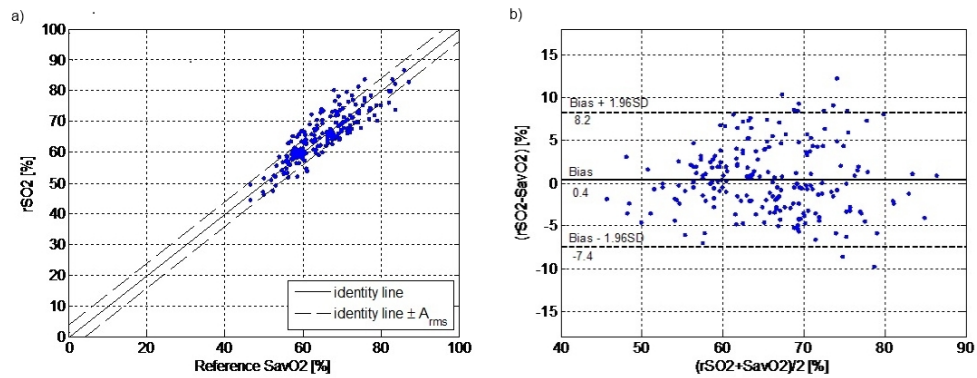 a)
100
90
80
70
60
50
40
30
20
10
0
rSO2 [%]
0 20 40 60 80 100
Reference SavO2 [%]
identity line
identity line ± Arms
b)
15
10
5
0
-5
-10
-15
(rSO2-SavO2) [%]
Bias + 1.96SD
8.2
Bias
0.4
Bias - 1.96SD
-7.4
40 50 60 70 80 90
(rSO2+SavO2)/2 [%]